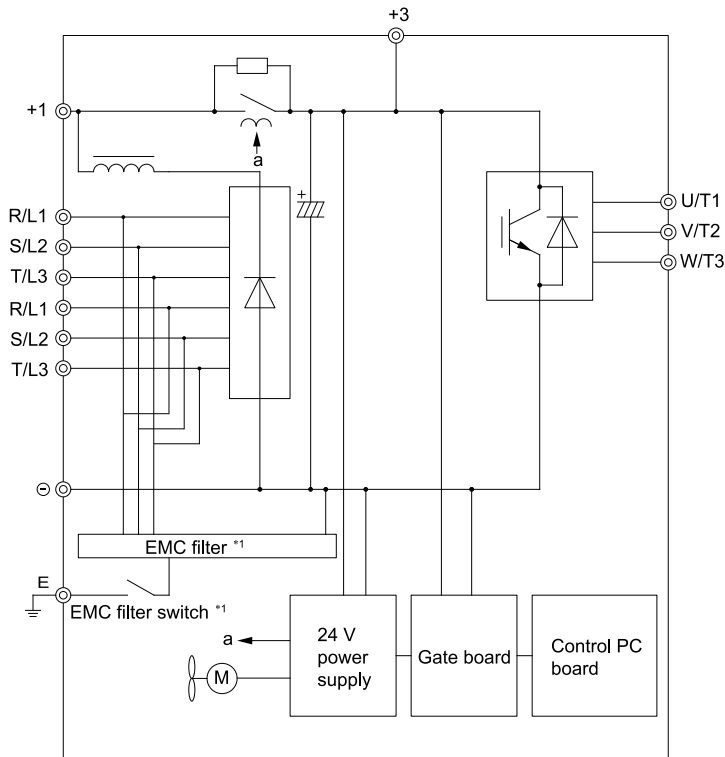 +3
+1
a
+
R/L1
S/L2
T/L3
R/L1
S/L2
T/L3
U/T1
V/T2
W/T3
⊖
EMC filter *1
E
EMC filter switch *1
a
M
24 V
power
supply
Gate board
Control PC
board